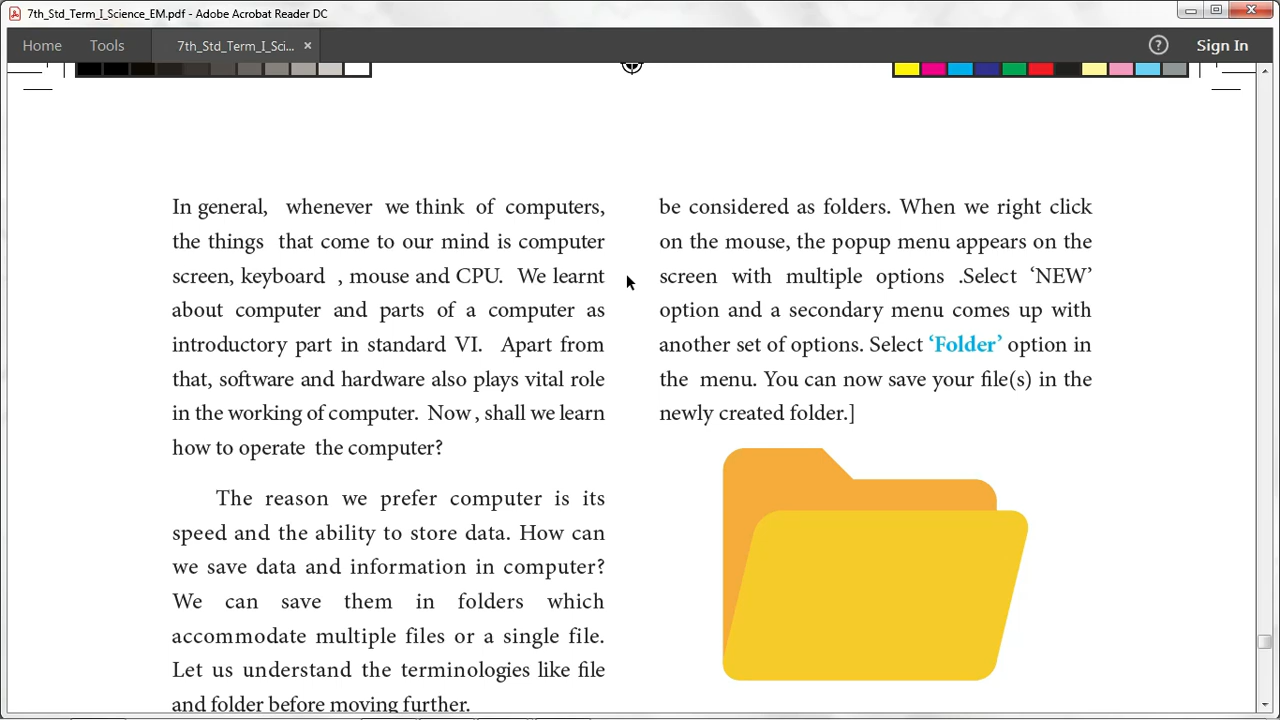 7th_Std_Term_I_Science_EM.pdf - Adobe Acrobat Reader DC
Home Tools 7th_Std_Term_I_Sci... × ? Sign In
In general, whenever we think of computers,
the things that come to our mind is computer
screen, keyboard , mouse and CPU. We learnt
about computer and parts of a computer as
introductory part in standard VI. Apart from
that, software and hardware also plays vital role
in the working of computer. Now , shall we learn
how to operate the computer?
The reason we prefer computer is its
speed and the ability to store data. How can
we save data and information in computer?
We can save them in folders which
accommodate multiple files or a single file.
Let us understand the terminologies like file
and folder before moving further.
be considered as folders. When we right click
on the mouse, the popup menu appears on the
screen with multiple options .Select ‘NEW’
option and a secondary menu comes up with
another set of options. Select ‘Folder’ option in
the menu. You can now save your file(s) in the
newly created folder.]